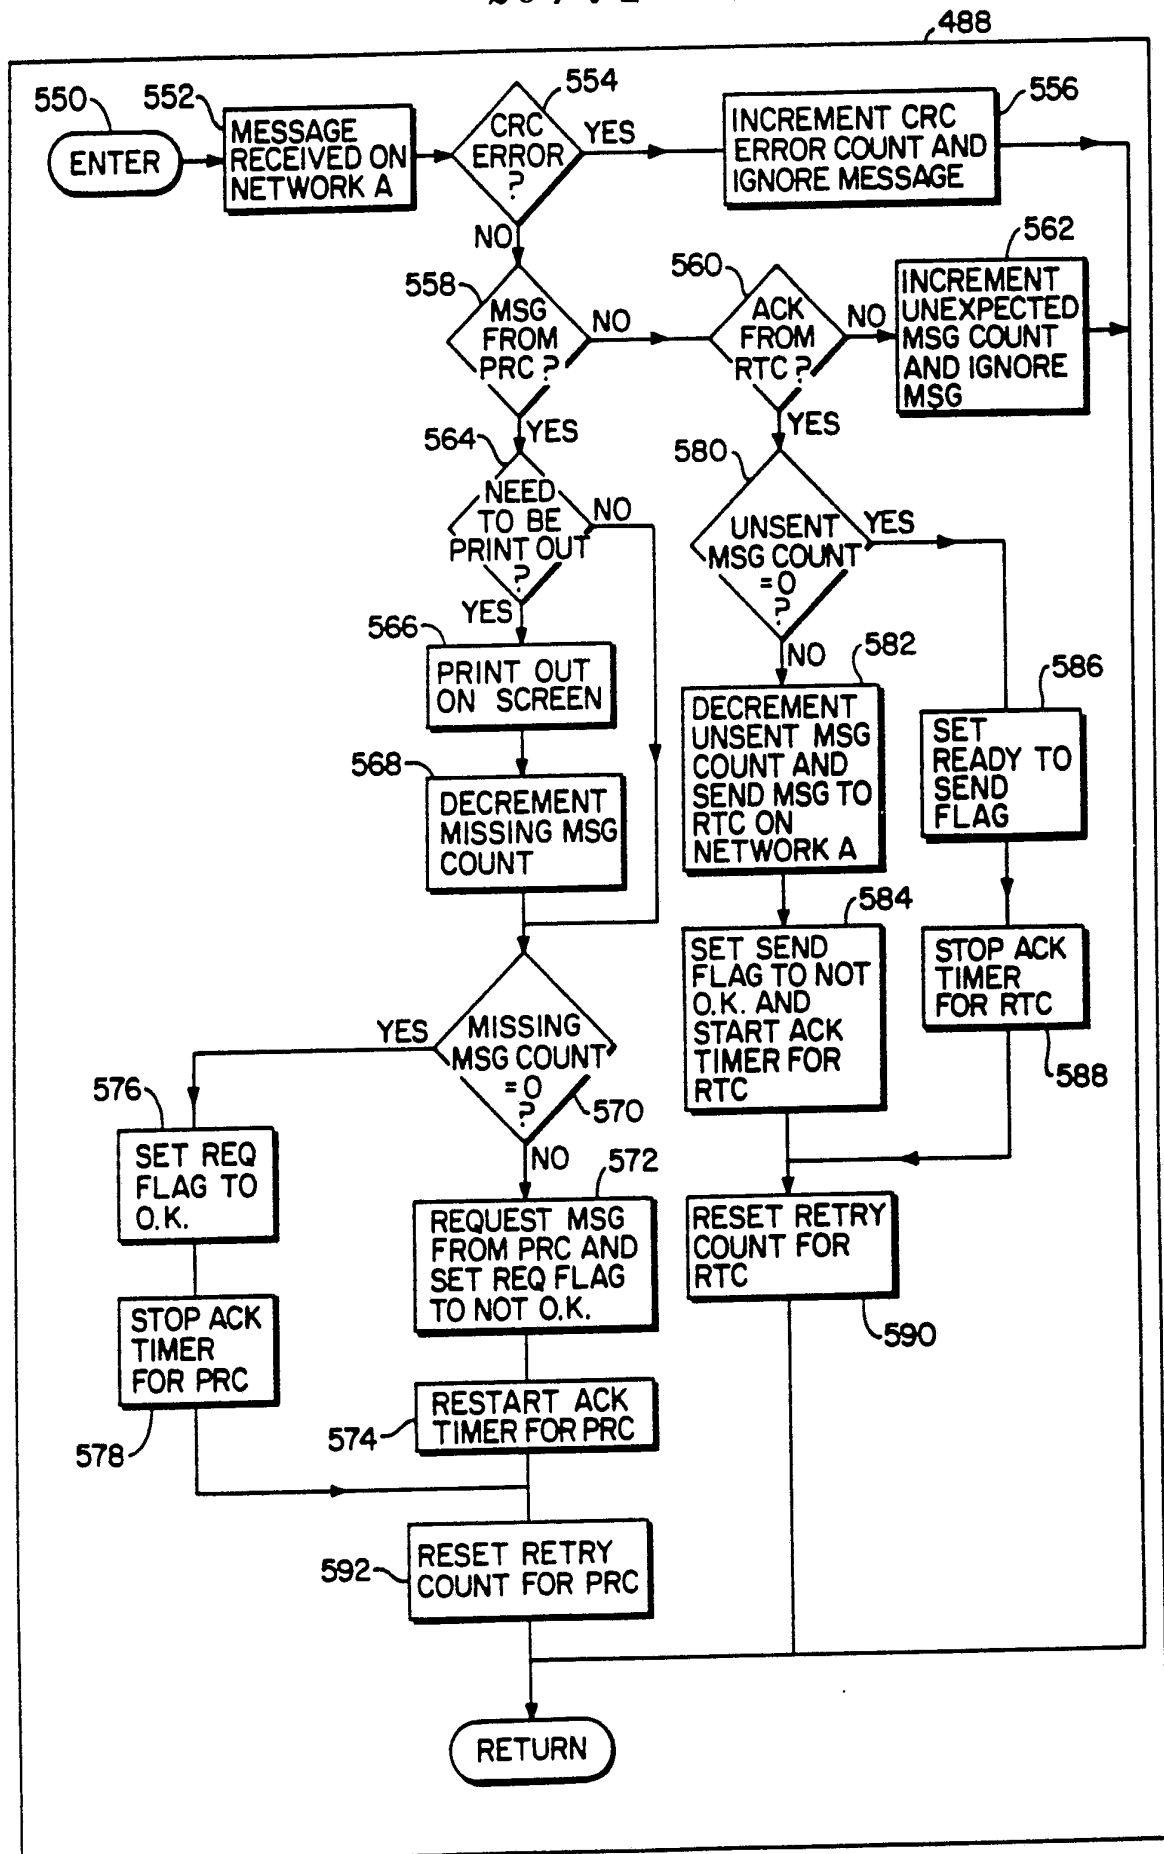 488
550
ENTER
552
MESSAGE
RECEIVED ON
NETWORK A
554
CRC
ERROR
?
YES
556
INCREMENT CRC
ERROR COUNT AND
IGNORE MESSAGE
NO
558
MSG
FROM
PRC ?
NO
560
ACK
FROM
RTC ?
NO
562
INCREMENT
UNEXPECTED
MSG COUNT
AND IGNORE
MSG
YES
564
NEED
TO BE
PRINT OUT
?
NO
YES
580
UNSENT
MSG COUNT
=0
?
YES
YES
566
PRINT OUT
ON SCREEN
568
DECREMENT
MISSING MSG
COUNT
NO
582
DECREMENT
UNSENT MSG
COUNT AND
SEND MSG TO
RTC ON
NETWORK A
586
SET
READY TO
SEND
FLAG
584
SET SEND
FLAG TO NOT
O.K. AND
START ACK
TIMER FOR
RTC
STOP ACK
TIMER
FOR RTC
588
YES
MISSING
MSG COUNT
=0
?
570
NO
576
SET REQ
FLAG TO
O.K.
572
REQUEST MSG
FROM PRC AND
SET REQ FLAG
TO NOT O.K.
RESET RETRY
COUNT FOR
RTC
590
STOP ACK
TIMER
FOR PRC
578
RESTART ACK
TIMER FOR PRC
574
592
RESET RETRY
COUNT FOR PRC
RETURN